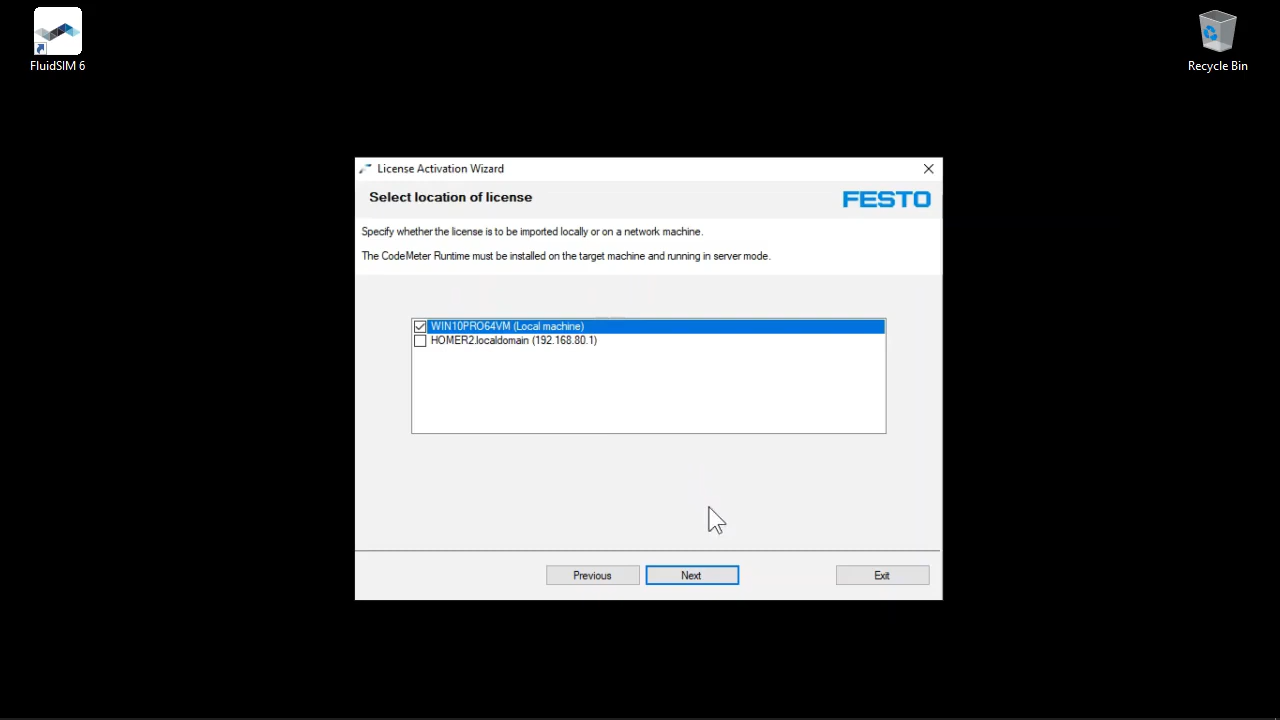 FluidSIM 6
Recycle Bin
License Activation Wizard
Select location of license
FESTO
Specify whether the license is to be imported locally or on a network machine.
The CodeMeter Runtime must be installed on the target machine and running in server mode.
WIN10PRO64VM (Local machine)
HOMER2.localdomain (192.168.80.1)
Previous
Next
Exit